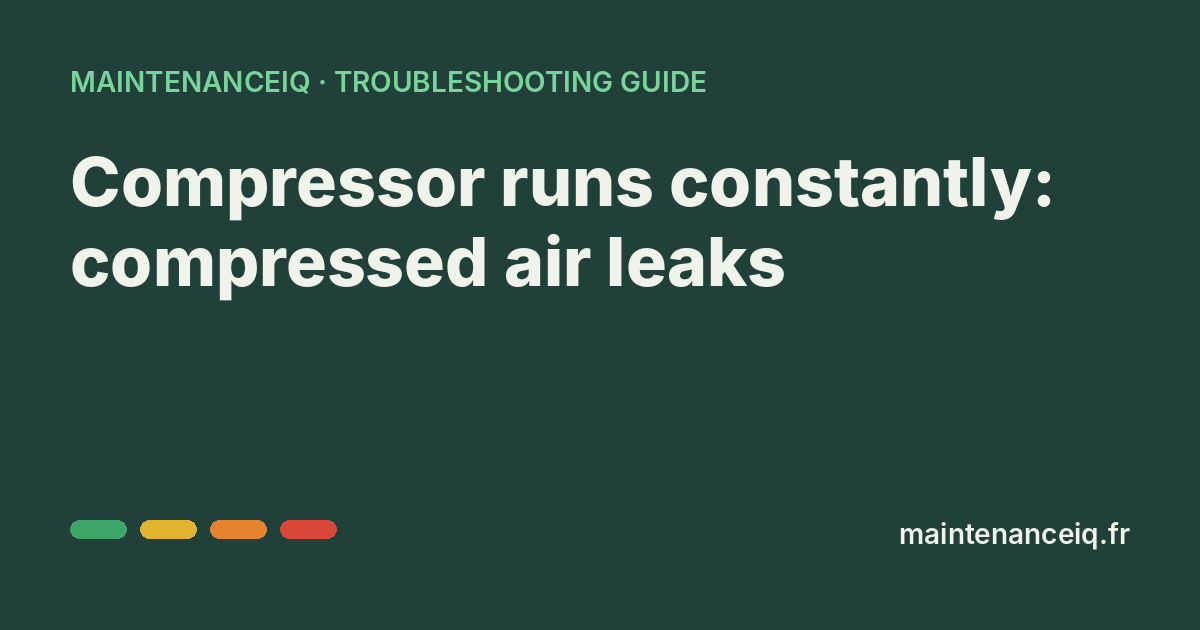 MAINTENANCEIQ · TROUBLESHOOTING GUIDE
Compressor runs constantly:
compressed air leaks
maintenanceiq.fr